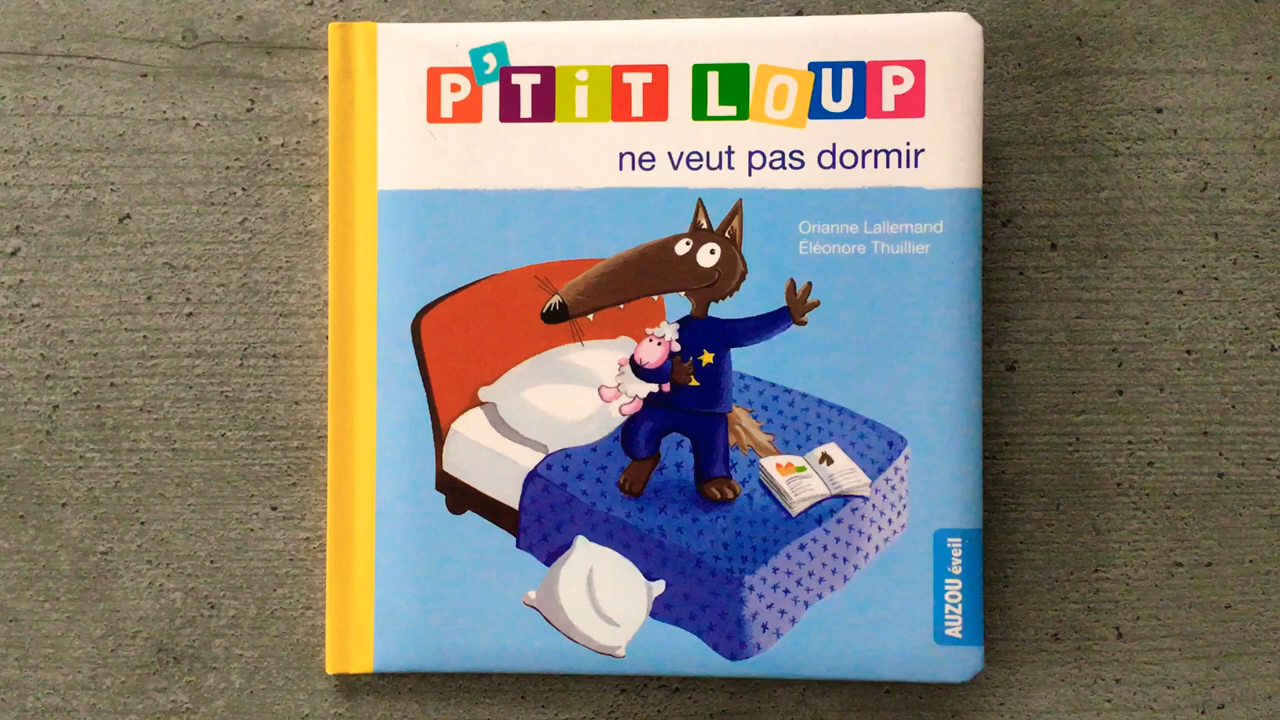 P'TiT LOUP
ne veut pas dormir
Orianne Lallemand
Éléonore Thuillier
AUZOU éveil